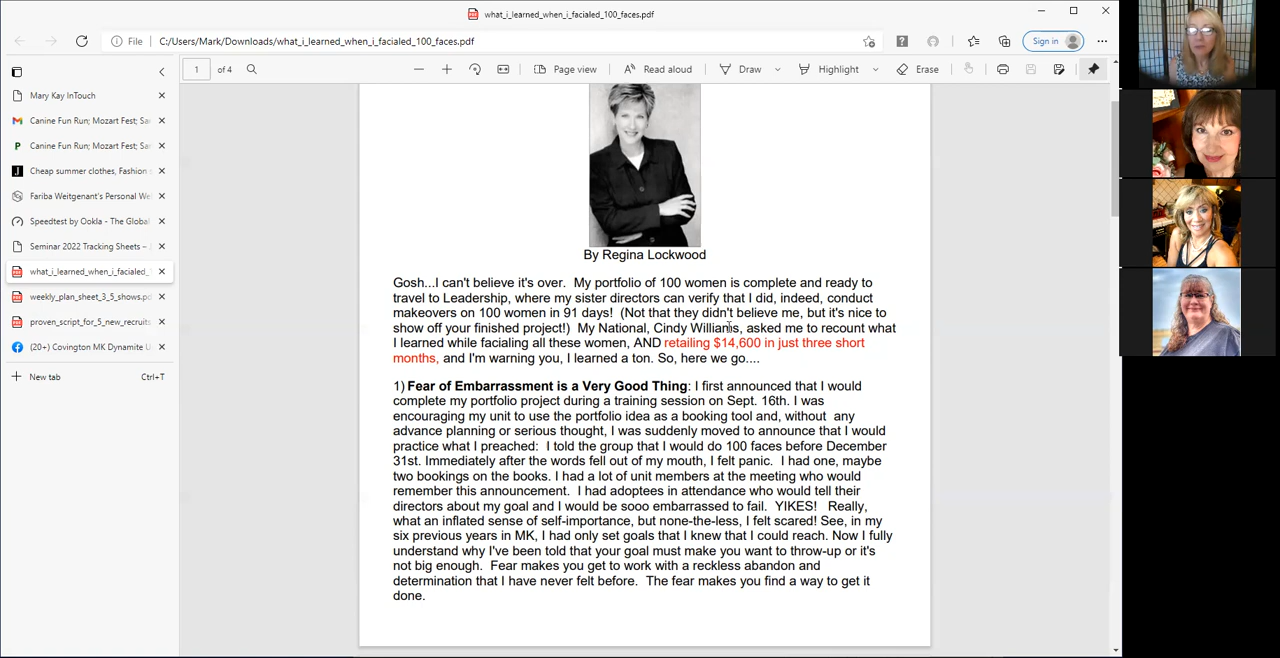 what_i_learned_when_i_facialed_100_faces.pdf
File
C:/Users/Mark/Downloads/what_i_learned_when_i_facialed_100_faces.pdf
Sign in
1 of 4
Page view
Read aloud
Draw
Highlight
Erase
Mary Kay InTouch
Canine Fun Run; Mozart Fest; Sa
Canine Fun Run; Mozart Fest; Sa
Cheap summer clothes, Fashion s
Fariba Weitgenant's Personal We
Speedtest by Ookla - The Global
Seminar 2022 Tracking Sheets –
what_i_learned_when_i_facialed_
weekly_plan_sheet_3_5_shows.pd
proven_script_for_5_new_recruits
(20+) Covington MK Dynamite U
New tab Ctrl+T
By Regina Lockwood
Gosh...I can't believe it's over. My portfolio of 100 women is complete and ready to
travel to Leadership, where my sister directors can verify that I did, indeed, conduct
makeovers on 100 women in 91 days! (Not that they didn't believe me, but it's nice to
show off your finished project!) My National, Cindy Williams, asked me to recount what
I learned while facialing all these women, AND retailing $14,600 in just three short
months, and I'm warning you, I learned a ton. So, here we go....
1) Fear of Embarrassment is a Very Good Thing: I first announced that I would
complete my portfolio project during a training session on Sept. 16th. I was
encouraging my unit to use the portfolio idea as a booking tool and, without any
advance planning or serious thought, I was suddenly moved to announce that I would
practice what I preached: I told the group that I would do 100 faces before December
31st. Immediately after the words fell out of my mouth, I felt panic. I had one, maybe
two bookings on the books. I had a lot of unit members at the meeting who would
remember this announcement. I had adoptees in attendance who would tell their
directors about my goal and I would be sooo embarrassed to fail. YIKES! Really,
what an inflated sense of self-importance, but none-the-less, I felt scared! See, in my
six previous years in MK, I had only set goals that I knew that I could reach. Now I fully
understand why I've been told that your goal must make you want to throw-up or it's
not big enough. Fear makes you get to work with a reckless abandon and
determination that I have never felt before. The fear makes you find a way to get it
done.